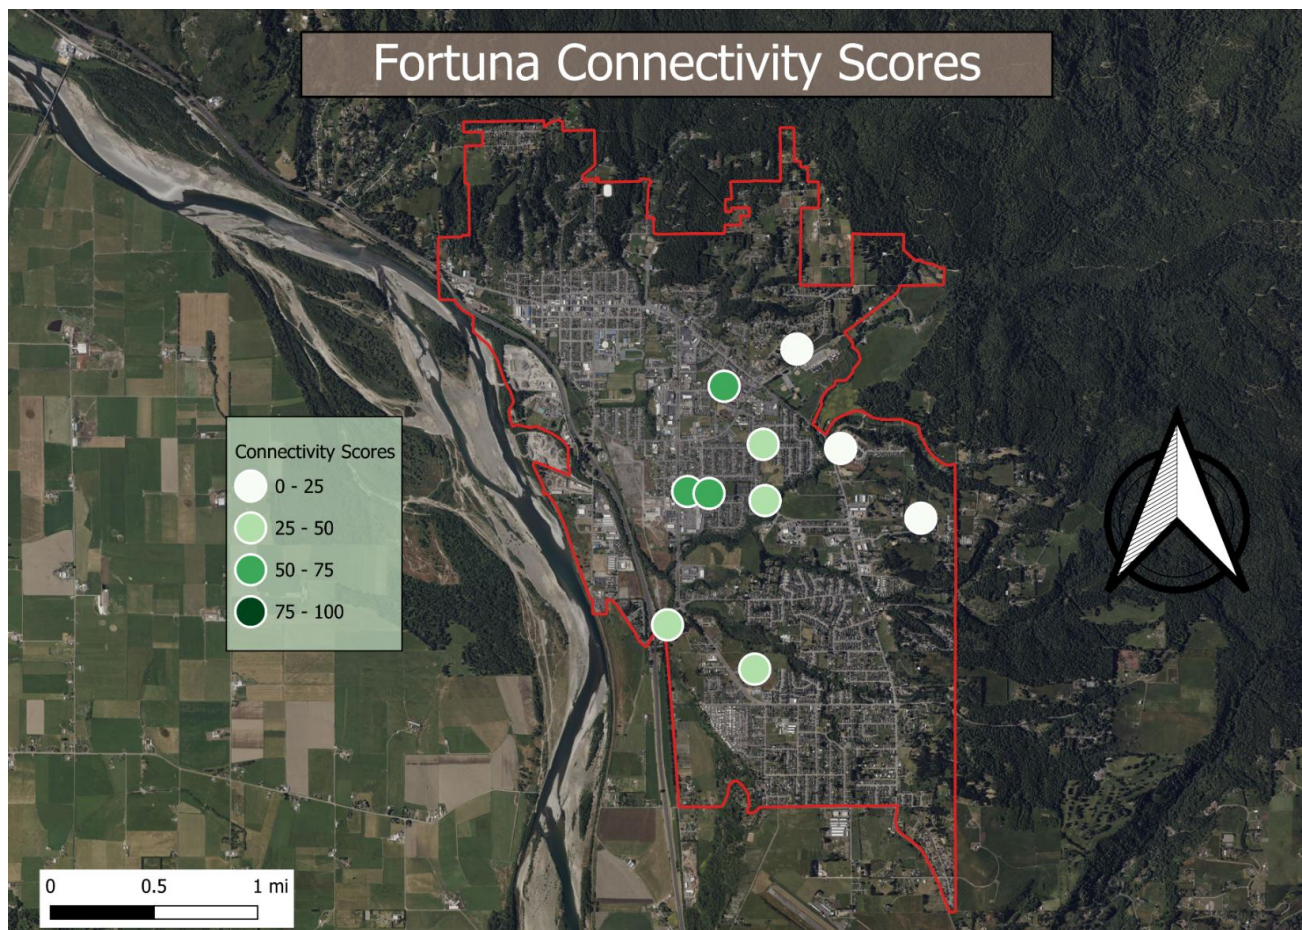 Fortuna Connectivity Scores
Connectivity Scores
0 - 25
25 - 50
50 - 75
75 - 100
0 0.5 1 mi